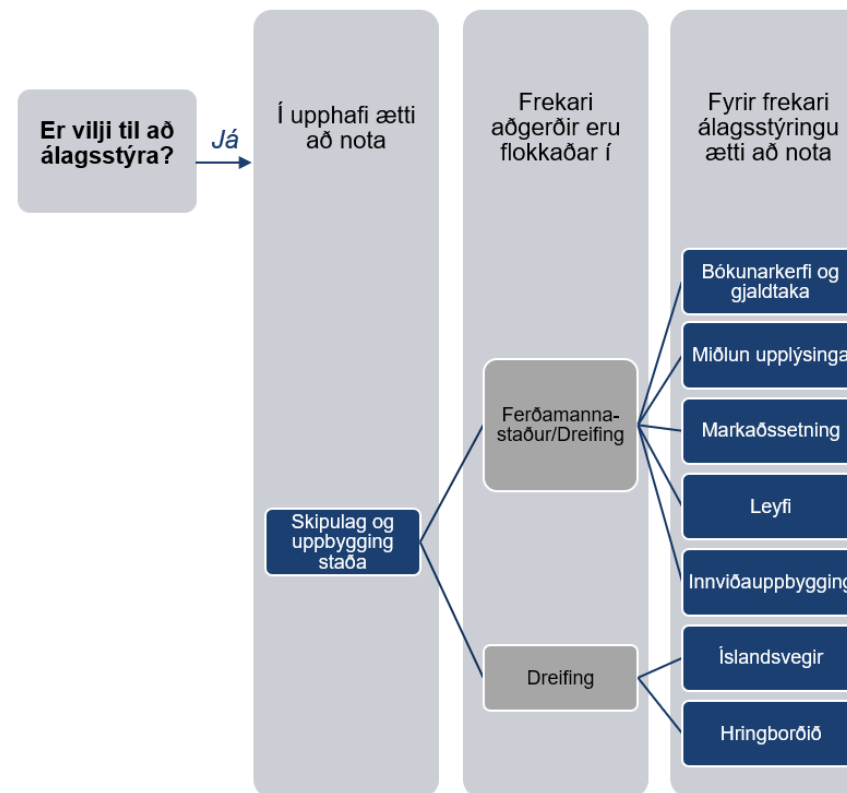 Er vilji til að
álagsstýra?
Já
Í upphafi ætti
að nota
Frekari
aðgerðir eru
flokkaðar í
Fyrir frekari
álagsstýringu
ætti að nota
Skipulag og
uppbygging
staða
Ferðamanna-
staður/Dreifing
Dreifing
Bókunarkerfi og
gjaldtaka
Miðlun upplýsinga
Markaðssetning
Leyfi
Innviðauppbygging
Íslandsvegir
Hringborðið